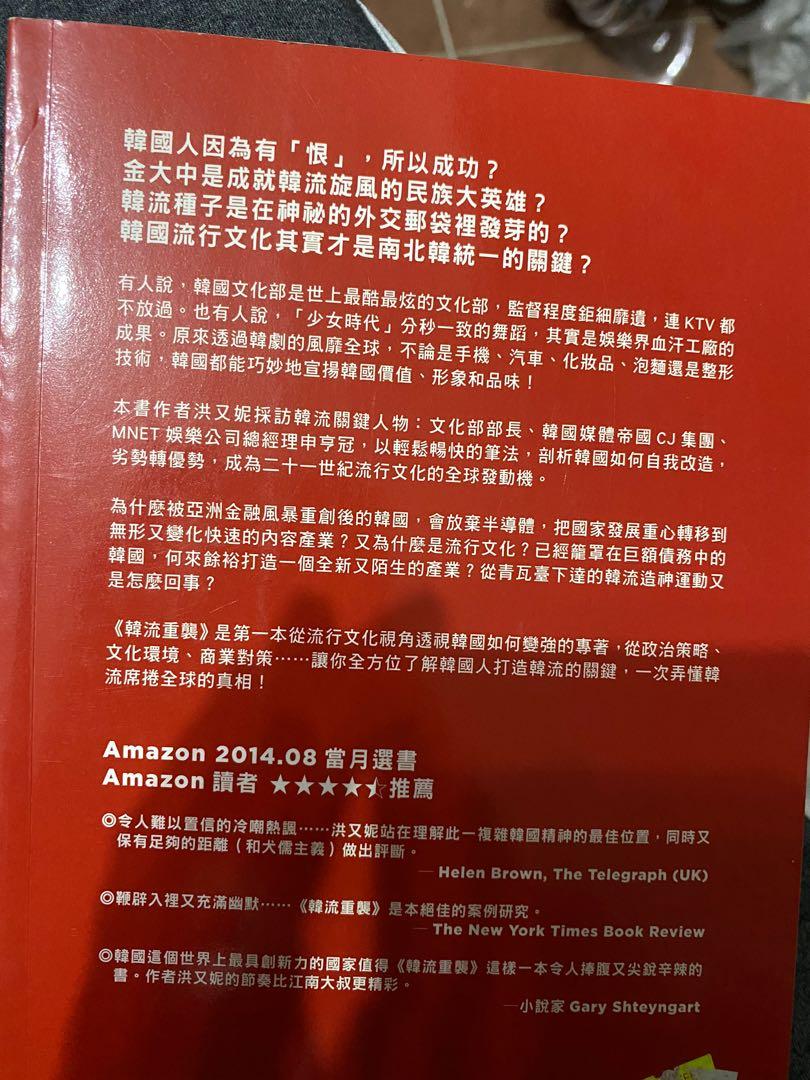 韓國人因為有「恨」，所以成功？
金大中是成就韓流旋風的民族大英雄？
韓流種子是在神祕的外交郵袋裡發芽的？
韓國流行文化其實才是南北韓統一的關鍵？
有人說，韓國文化部是世上最酷最炫的文化部，監督程度鉅細靡遺，連 KTV 都
不放過。也有人說，「少女時代」分秒一致的舞蹈，其實是娛樂界血汗工廠的
成果。原來透過韓劇的風靡全球，不論是手機、汽車、化妝品、泡麵還是整形
技術，韓國都能巧妙地宣揚韓國價值、形象和品味！
本書作者洪又妮採訪韓流關鍵人物：文化部部長、韓國媒體帝國 CJ 集團、
MNET 娛樂公司總經理申亨冠，以輕鬆暢快的筆法，剖析韓國如何自我改造，
劣勢轉優勢，成為二十一世紀流行文化的全球發動機。
為什麼被亞洲金融風暴重創後的韓國，會放棄半導體，把國家發展重心轉移到
無形又變化快速的內容產業？又為什麼是流行文化？已經籠罩在巨額債務中的
韓國，何來餘裕打造一個全新又陌生的產業？從青瓦臺下達的韓流造神運動又
是怎麼回事？
《韓流重襲》是第一本從流行文化視角透視韓國如何變強的專著，從政治策略、
文化環境、商業對策……讓你全方位了解韓國人打造韓流的關鍵，一次弄懂韓
流席捲全球的真相！
Amazon 2014.08 當月選書
Amazon 讀者 ★★★★⯪推薦
◎令人難以置信的冷嘲熱諷……洪又妮站在理解此一複雜韓國精神的最佳位置，同時又
保有足夠的距離（和犬儒主義）做出評斷。
—Helen Brown, The Telegraph (UK)
◎鞭辟入裡又充滿幽默……《韓流重襲》是本絕佳的案例研究。
—The New York Times Book Review
◎韓國這個世界上最具創新力的國家值得《韓流重襲》這樣一本令人捧腹又尖銳辛辣的
書。作者洪又妮的節奏比江南大叔更精彩。
—小說家 Gary Shteyngart